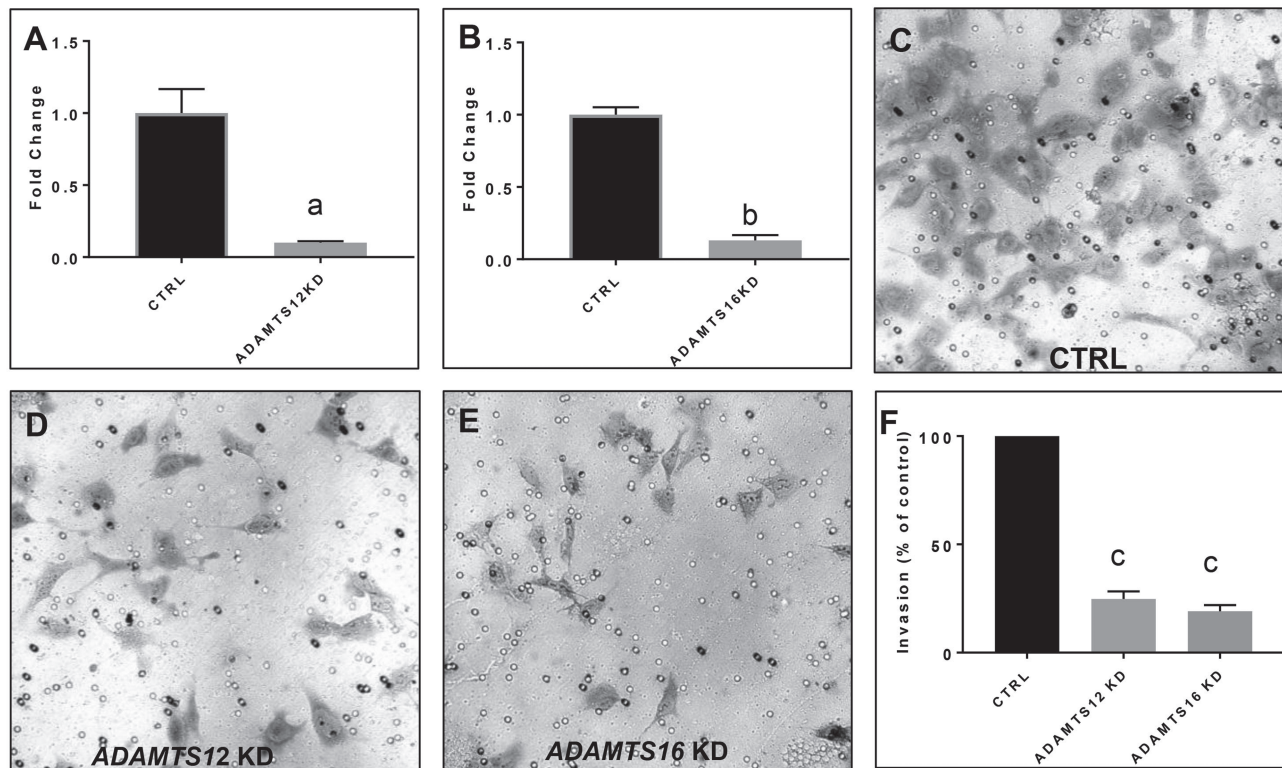 A
1.5
1.0
0.5
0.0
Fold Change
CTRL
ADAMTS12KD
a
B
1.5
1.0
0.5
0.0
Fold Change
CTRL
ADAMTS16KD
b
C
CTRL
D
ADAMTS12 KD
E
ADAMTS16 KD
F
100
50
0
Invasion (% of control)
CTRL
ADAMTS12 KD
ADAMTS16 KD
c
c